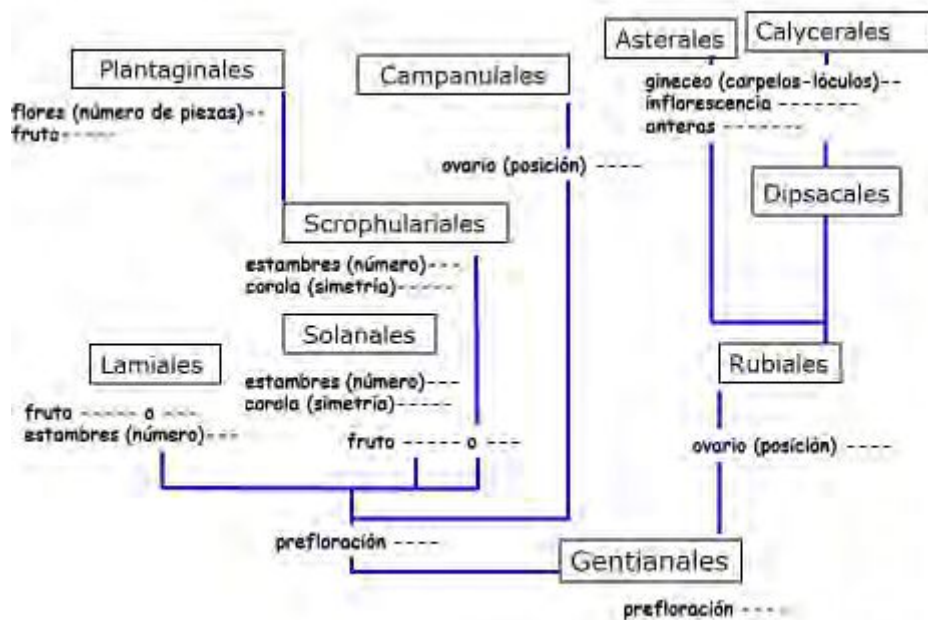 Asterales
Calycerales
Plantaginales
Campanulales
gineceo (carpelos-lóculos)--
inflorescencia -------
anteras -------
flores (número de piezas)--
fruto -----
ovario (posición) ----
Dipsacales
Scrophulariales
estambres (número)---
corola (simetría)----
Solanales
Lamiales
Rubiales
estambres (número)---
corola (simetría)----
fruto ----- o ---
estambres (número)---
fruto ----- o ---
ovario (posición) ----
prefloración ----
Gentianales
prefloración ----